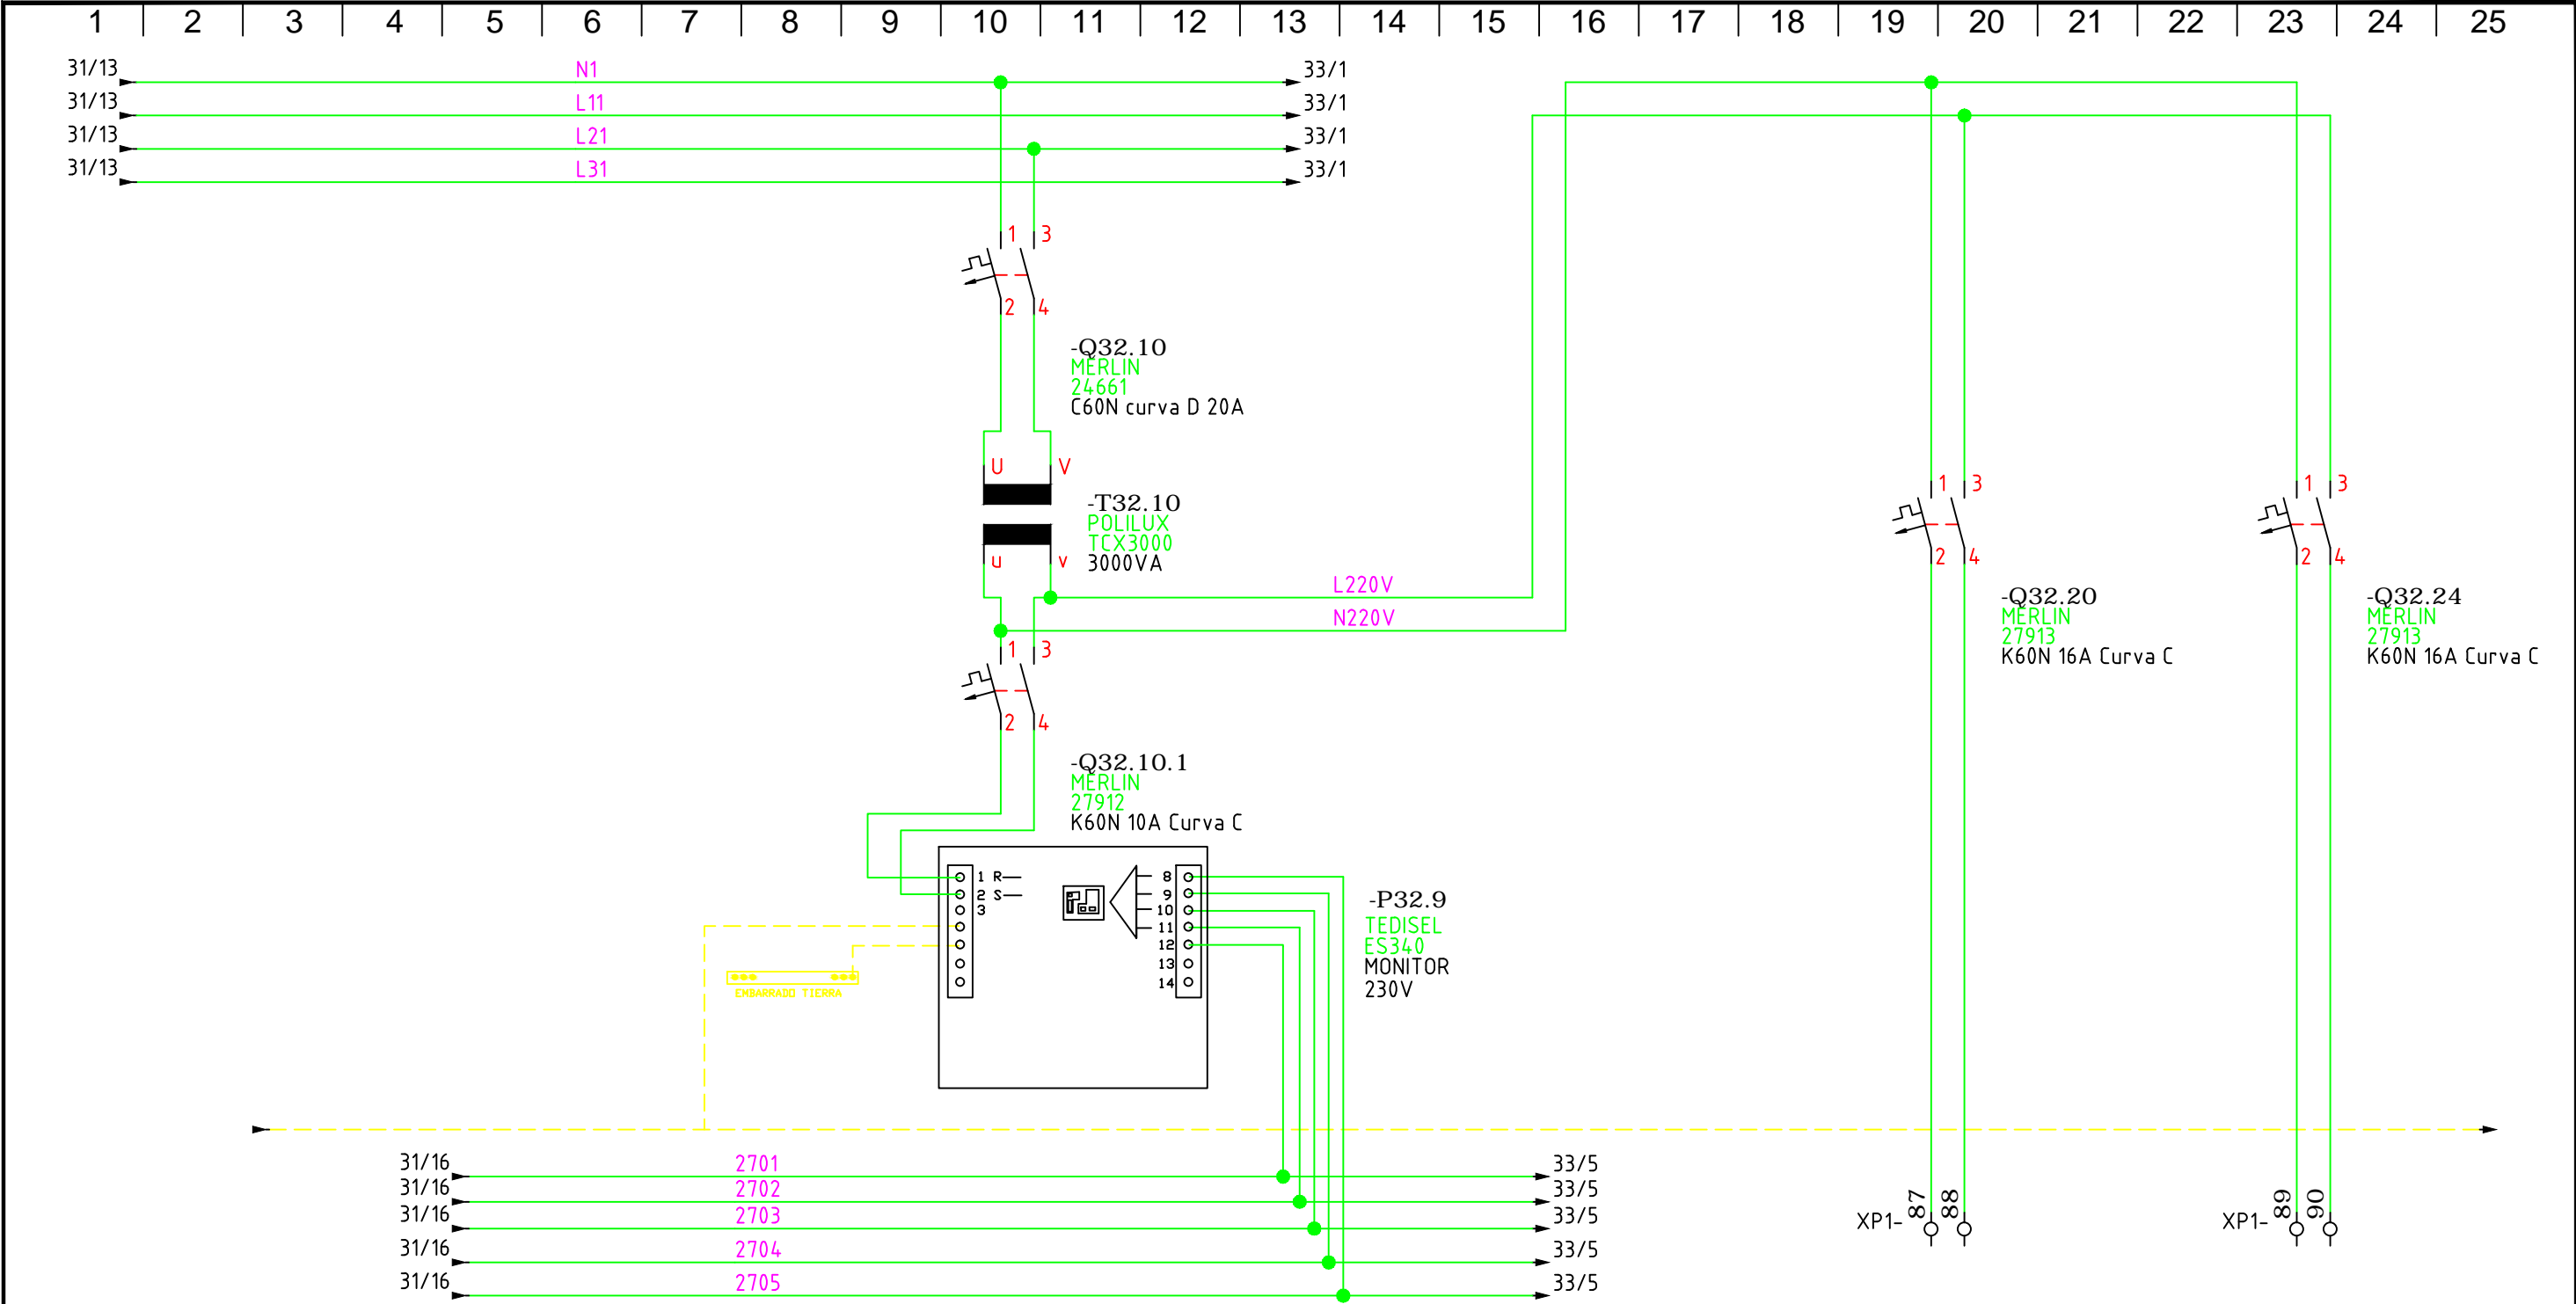 1 2 3 4 5 6 7 8 9 10 11 12 13 14 15 16 17 18 19 20 21 22 23 24 25
31/13 N1 33/1
31/13 L11 33/1
31/13 L21 33/1
31/13 L31 33/1
1 3
2 4
-Q32.10
MERLIN
24661
C60N curva D 20A
U V
-T32.10
POLILUX
TCX3000
3000VA
u v
L220V
N220V
1 3
2 4
-Q32.10.1
MERLIN
27912
K60N 10A Curva C
1 3
2 4
-Q32.20
MERLIN
27913
K60N 16A Curva C
1 3
2 4
-Q32.24
MERLIN
27913
K60N 16A Curva C
1 R
2 S
3
8
9
10
11
12
13
14
-P32.9
TEDISEL
ES340
MONITOR
230V
EMBARRADO TIERRA
31/16 2701 33/5
31/16 2702 33/5
31/16 2703 33/5
31/16 2704 33/5
31/16 2705 33/5
XP1- 87 88
XP1- 89 90